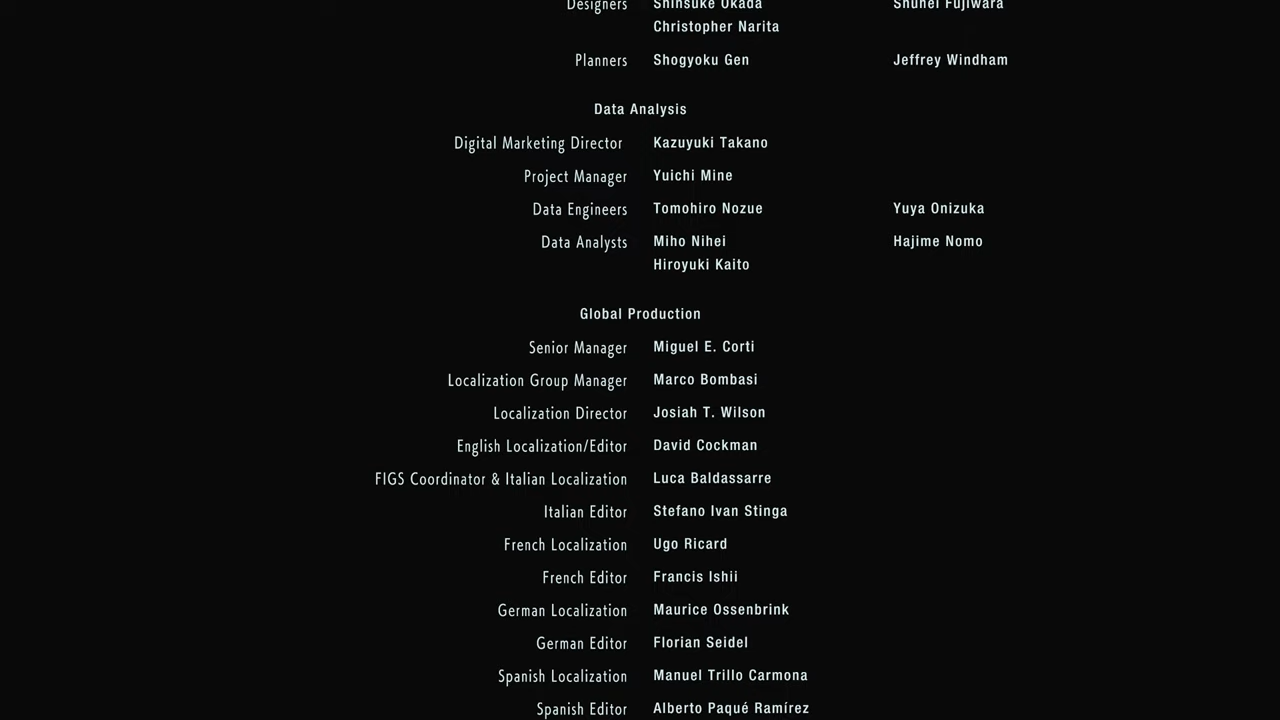 Designers Shinsuke Okada Shuhei Fujiwara
Christopher Narita
Planners Shogyoku Gen Jeffrey Windham
Data Analysis
Digital Marketing Director Kazuyuki Takano
Project Manager Yuichi Mine
Data Engineers Tomohiro Nozue Yuya Onizuka
Data Analysts Miho Nihei Hajime Nomo
Hiroyuki Kaito
Global Production
Senior Manager Miguel E. Corti
Localization Group Manager Marco Bombasi
Localization Director Josiah T. Wilson
English Localization/Editor David Cockman
FIGS Coordinator & Italian Localization Luca Baldassarre
Italian Editor Stefano Ivan Stinga
French Localization Ugo Ricard
French Editor Francis Ishii
German Localization Maurice Ossenbrink
German Editor Florian Seidel
Spanish Localization Manuel Trillo Carmona
Spanish Editor Alberto Paqué Ramírez